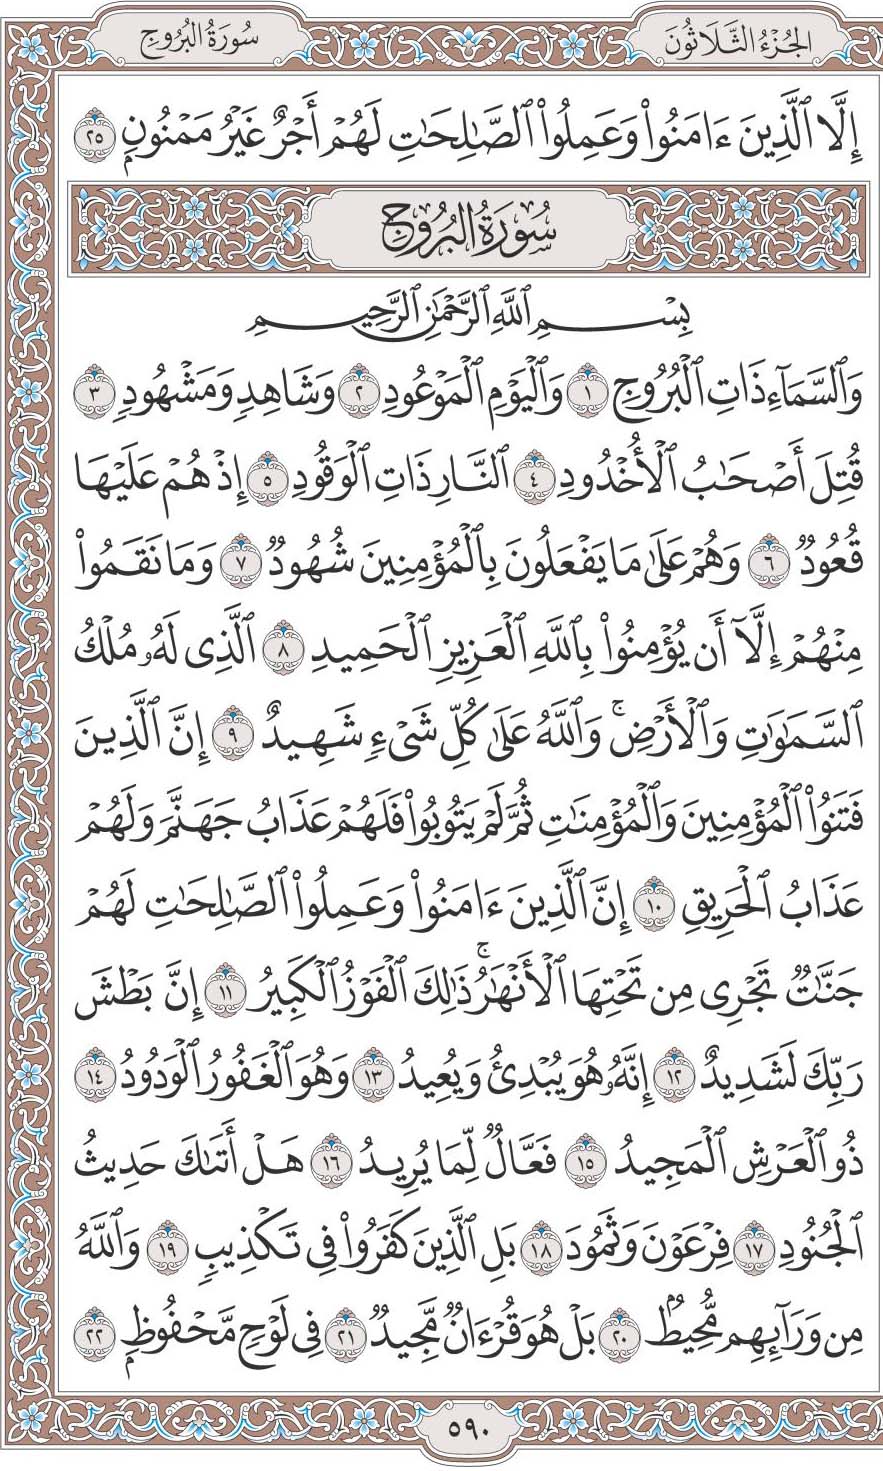 الجُزْءُ الثَّلَاثُونَ
سُورَةُ البُرُوجِ
إِلَّا ٱلَّذِينَ ءَامَنُوا۟ وَعَمِلُوا۟ ٱلصَّـٰلِحَـٰتِ لَهُمْ أَجْرٌ غَيْرُ مَمْنُونٍۭ ٢٥
سُورَةُ البُرُوجِ
بِسْمِ ٱللَّهِ ٱلرَّحْمَـٰنِ ٱلرَّحِيمِ
وَٱلسَّمَآءِ ذَاتِ ٱلْبُرُوجِ ١ وَٱلْيَوْمِ ٱلْمَوْعُودِ ٢ وَشَاهِدٍ وَمَشْهُودٍ ٣
قُتِلَ أَصْحَـٰبُ ٱلْأُخْدُودِ ٤ ٱلنَّارِ ذَاتِ ٱلْوَقُودِ ٥ إِذْ هُمْ عَلَيْهَا
قُعُودٌ ٦ وَهُمْ عَلَىٰ مَا يَفْعَلُونَ بِٱلْمُؤْمِنِينَ شُهُودٌ ٧ وَمَا نَقَمُوا۟
مِنْهُمْ إِلَّآ أَن يُؤْمِنُوا۟ بِٱللَّهِ ٱلْعَزِيزِ ٱلْحَمِيدِ ٨ ٱلَّذِى لَهُۥ مُلْكُ
ٱلسَّمَـٰوَٰتِ وَٱلْأَرْضِ ۚ وَٱللَّهُ عَلَىٰ كُلِّ شَىْءٍ شَهِيدٌ ٩ إِنَّ ٱلَّذِينَ
فَتَنُوا۟ ٱلْمُؤْمِنِينَ وَٱلْمُؤْمِنَـٰتِ ثُمَّ لَمْ يَتُوبُوا۟ فَلَهُمْ عَذَابُ جَهَنَّمَ وَلَهُمْ
عَذَابُ ٱلْحَرِيقِ ١٠ إِنَّ ٱلَّذِينَ ءَامَنُوا۟ وَعَمِلُوا۟ ٱلصَّـٰلِحَـٰتِ لَهُمْ
جَنَّـٰتٌ تَجْرِى مِن تَحْتِهَا ٱلْأَنْهَـٰرُ ۚ ذَٰلِكَ ٱلْفَوْزُ ٱلْكَبِيرُ ١١ إِنَّ بَطْشَ
رَبِّكَ لَشَدِيدٌ ١٢ إِنَّهُۥ هُوَ يُبْدِئُ وَيُعِيدُ ١٣ وَهُوَ ٱلْغَفُورُ ٱلْوَدُودُ ١٤
ذُو ٱلْعَرْشِ ٱلْمَجِيدُ ١٥ فَعَّالٌ لِّمَا يُرِيدُ ١٦ هَلْ أَتَىٰكَ حَدِيثُ
ٱلْجُنُودِ ١٧ فِرْعَوْنَ وَثَمُودَ ١٨ بَلِ ٱلَّذِينَ كَفَرُوا۟ فِى تَكْذِيبٍ ١٩ وَٱللَّهُ
مِن وَرَآئِهِم مُّحِيطٌۢ ٢٠ بَلْ هُوَ قُرْءَانٌ مَّجِيدٌ ٢١ فِى لَوْحٍ مَّحْفُوظٍۭ ٢٢
٥٩٠